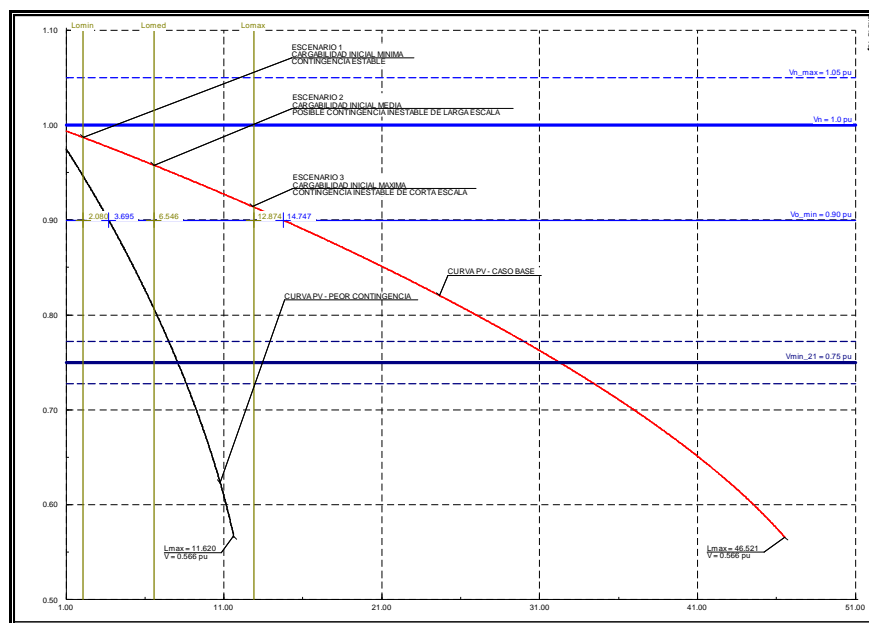 Lomin Lomed Lomax
1.10
ESCENARIO 1
CARGABILIDAD INICIAL MINIMA
CONTINGENCIA ESTABLE
Vn_max = 1.05 pu
ESCENARIO 2
CARGABILIDAD INICIAL MEDIA
POSIBLE CONTINGENCIA INESTABLE DE LARGA ESCALA
Vn = 1.0 pu
1.00
ESCENARIO 3
CARGABILIDAD INICIAL MAXIMA
CONTINGENCIA INESTABLE DE CORTA ESCALA
Vo_min = 0.90 pu
0.90
2.080 3.695 6.546 12.874 14.747
CURVA PV - CASO BASE
CURVA PV - PEOR CONTINGENCIA
0.80
Vmin_21 = 0.75 pu
0.70
0.60
Lmax = 11.620
V = 0.566 pu
Lmax = 46.521
V = 0.566 pu
0.50
1.00 11.00 21.00 31.00 41.00 51.00